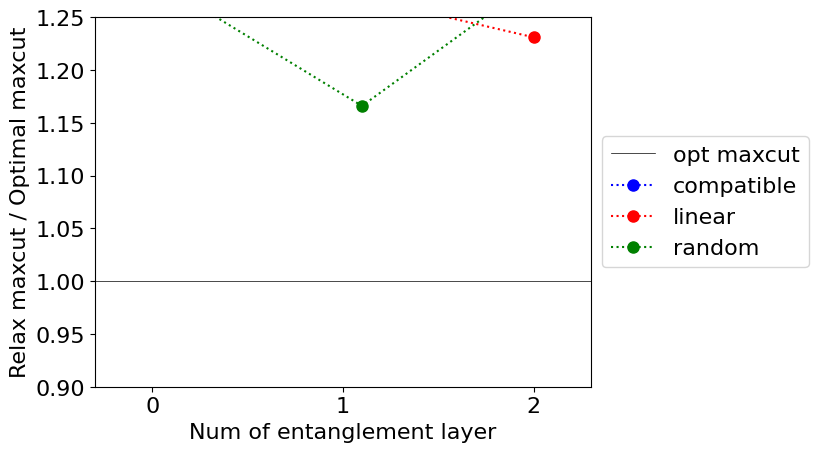 1.25
1.20
1.15
1.10
1.05
1.00
0.95
0.90
Relax maxcut / Optimal maxcut
0 1 2
Num of entanglement layer
opt maxcut
compatible
linear
random